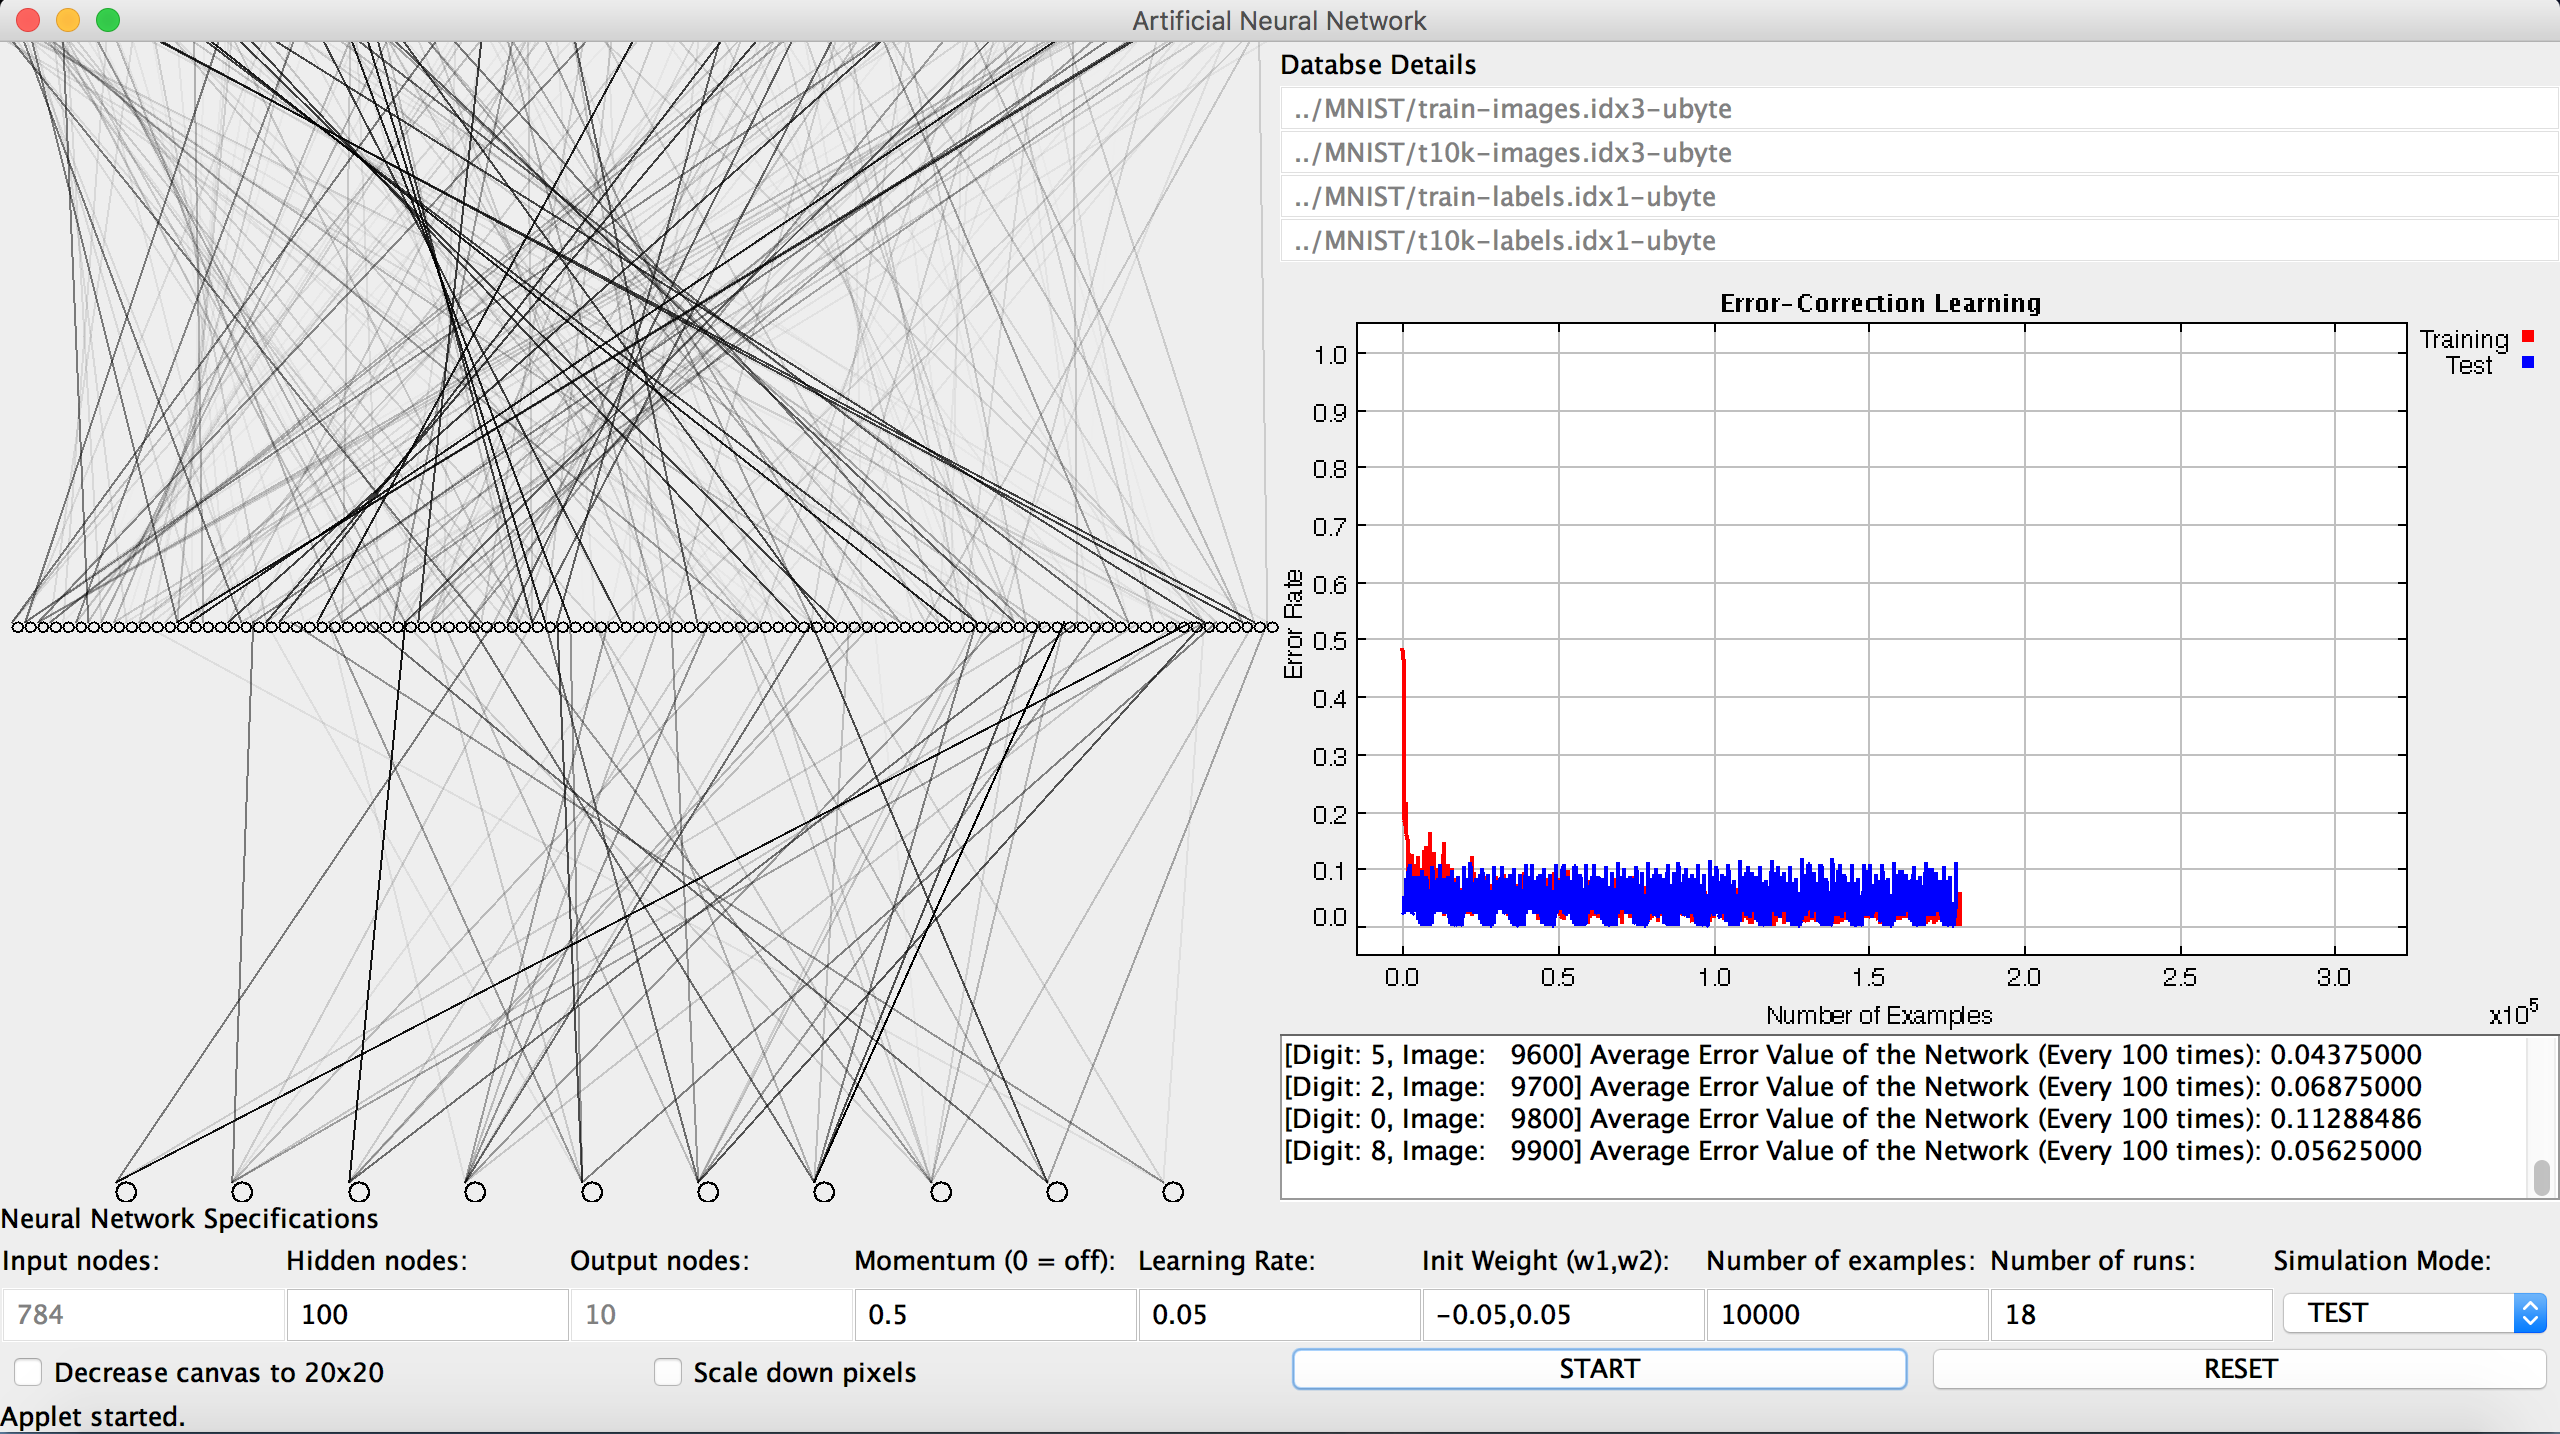 Artificial Neural Network
Databse Details
../MNIST/train-images.idx3-ubyte
../MNIST/t10k-images.idx3-ubyte
../MNIST/train-labels.idx1-ubyte
../MNIST/t10k-labels.idx1-ubyte
Error-Correction Learning
Training
Test
1.0
0.9
0.8
0.7
0.6
0.5
0.4
0.3
0.2
0.1
0.0
Error Rate
0.0 0.5 1.0 1.5 2.0 2.5 3.0
Number of Examples
x10^5
[Digit: 5, Image: 9600] Average Error Value of the Network (Every 100 times): 0.04375000
[Digit: 2, Image: 9700] Average Error Value of the Network (Every 100 times): 0.06875000
[Digit: 0, Image: 9800] Average Error Value of the Network (Every 100 times): 0.11288486
[Digit: 8, Image: 9900] Average Error Value of the Network (Every 100 times): 0.05625000
Neural Network Specifications
Input nodes: Hidden nodes: Output nodes: Momentum (0 = off): Learning Rate: Init Weight (w1,w2): Number of examples: Number of runs: Simulation Mode:
784 100 10 0.5 0.05 -0.05,0.05 10000 18 TEST
Decrease canvas to 20x20 Scale down pixels START RESET
Applet started.